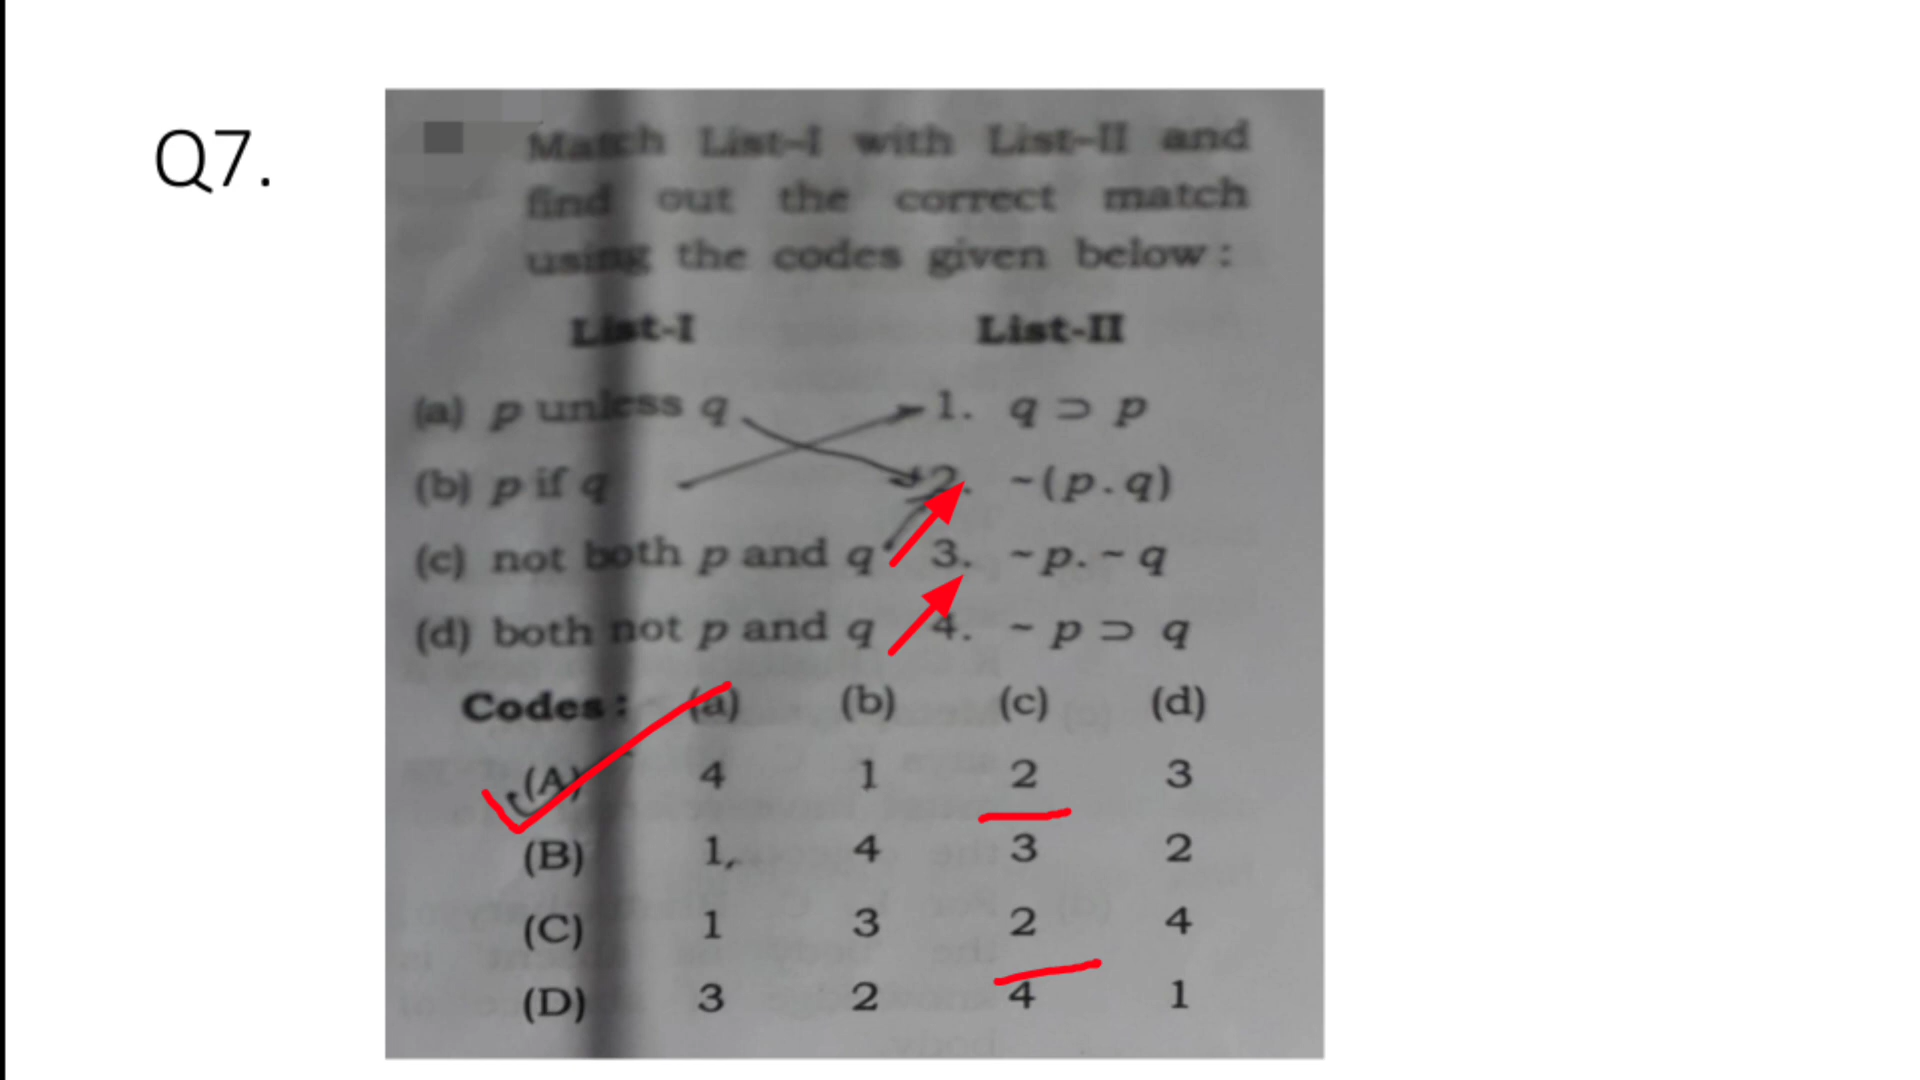 Q7.
Match List-I with List-II and
find out the correct match
using the codes given below :
List-I List-II
(a) p unless q 1. q ⊃ p
(b) p if q 2. ~(p . q)
(c) not both p and q 3. ~p. ~ q
(d) both not p and q 4. ~ p ⊃ q
Codes : (a) (b) (c) (d)
(A) 4 1 2 3
(B) 1 4 3 2
(C) 1 3 2 4
(D) 3 2 4 1